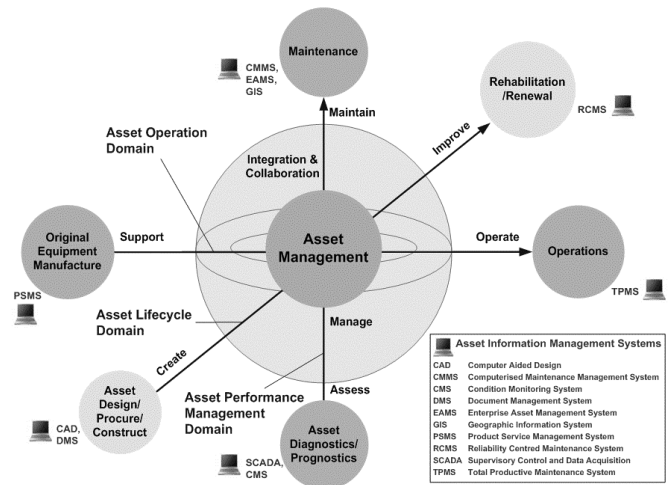 Maintenance
CMMS,
EAMS,
GIS
Maintain
Rehabilitation
/Renewal
RCMS
Improve
Asset Operation
Domain
Integration &
Collaboration
Original
Equipment
Manufacture
PSMS
Support
Asset
Management
Operate
Operations
TPMS
Asset Lifecycle
Domain
Manage
Create
Asset
Design/
Procure/
Construct
CAD,
DMS
Asset Performance
Management
Domain
Assess
Asset
Diagnostics/
Prognostics
SCADA,
CMS
Asset Information Management Systems
CAD Computer Aided Design
CMMS Computerised Maintenance Management System
CMS Condition Monitoring System
DMS Document Management System
EAMS Enterprise Asset Management System
GIS Geographic Information System
PSMS Product Service Management System
RCMS Reliability Centred Maintenance System
SCADA Supervisory Control and Data Acquisition
TPMS Total Productive Maintenance System